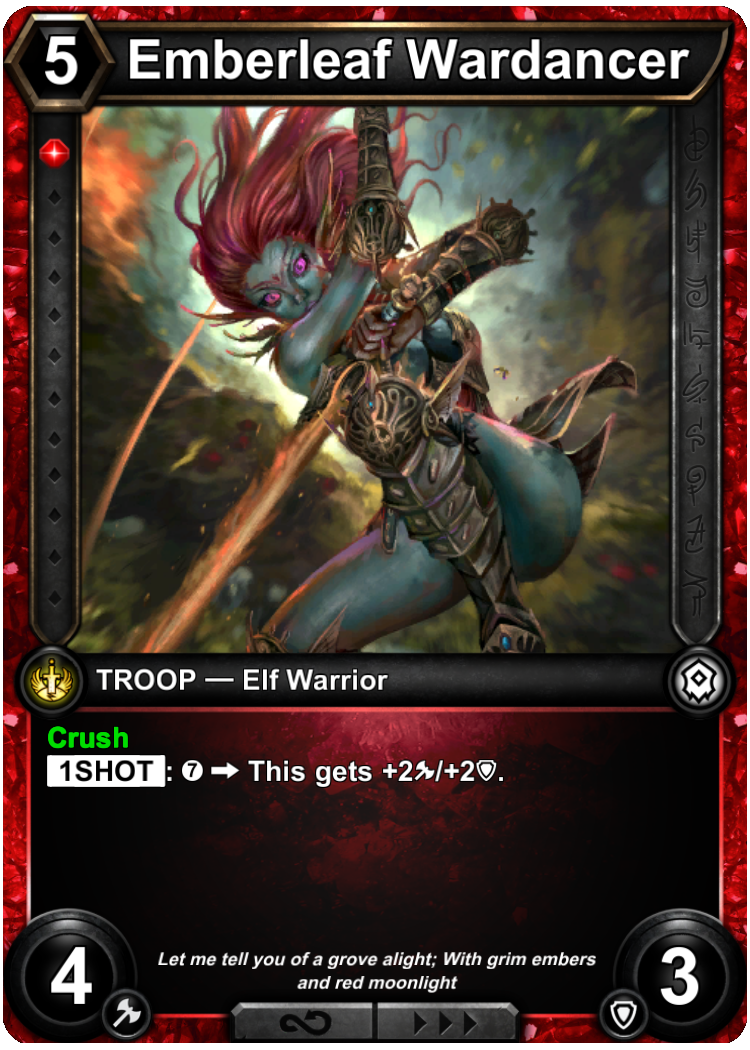 5 Emberleaf Wardancer
TROOP — Elf Warrior
Crush
1SHOT: 7 ➡ This gets +2/+2.
Let me tell you of a grove alight; With grim embers
and red moonlight
4 3